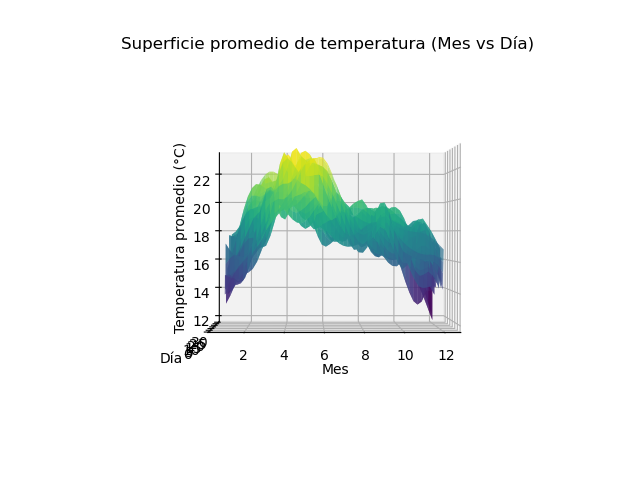 Superficie promedio de temperatura (Mes vs Día)
Temperatura promedio (°C)
22
20
18
16
14
12
Día
2 4 6 8 10 12
Mes